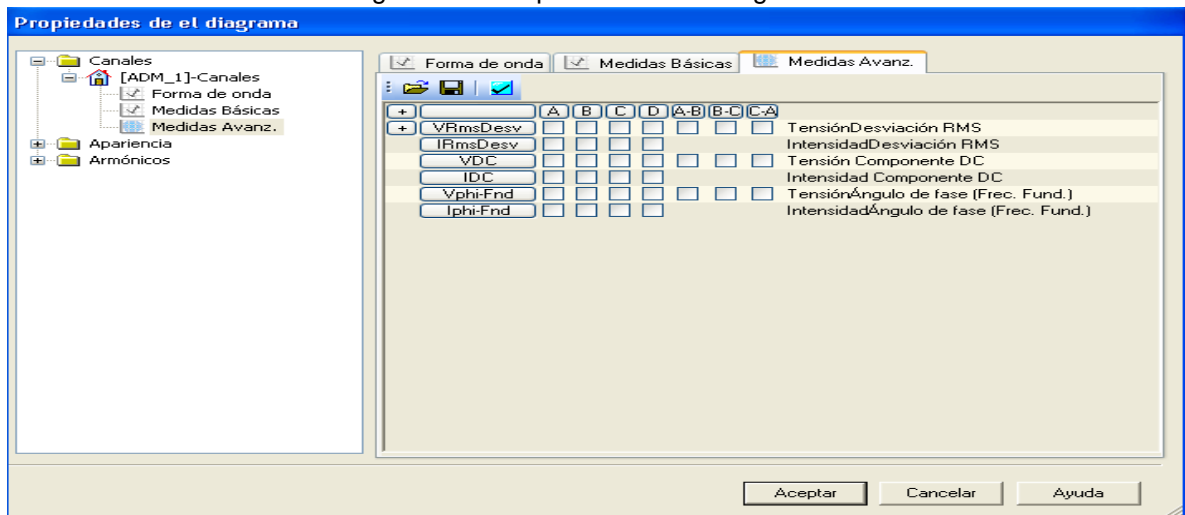 Propiedades de el diagrama
Canales
[ADM_1]-Canales
Forma de onda
Medidas Básicas
Medidas Avanz.
Apariencia
Armónicos
Forma de onda Medidas Básicas Medidas Avanz.
+ A B C D A-B B-C C-A
+ VRmsDesv TensiónDesviación RMS
IRmsDesv IntensidadDesviación RMS
VDC Tensión Componente DC
IDC Intensidad Componente DC
Vphi-Fnd TensiónÁngulo de fase (Frec. Fund.)
Iphi-Fnd IntensidadÁngulo de fase (Frec. Fund.)
Aceptar Cancelar Ayuda